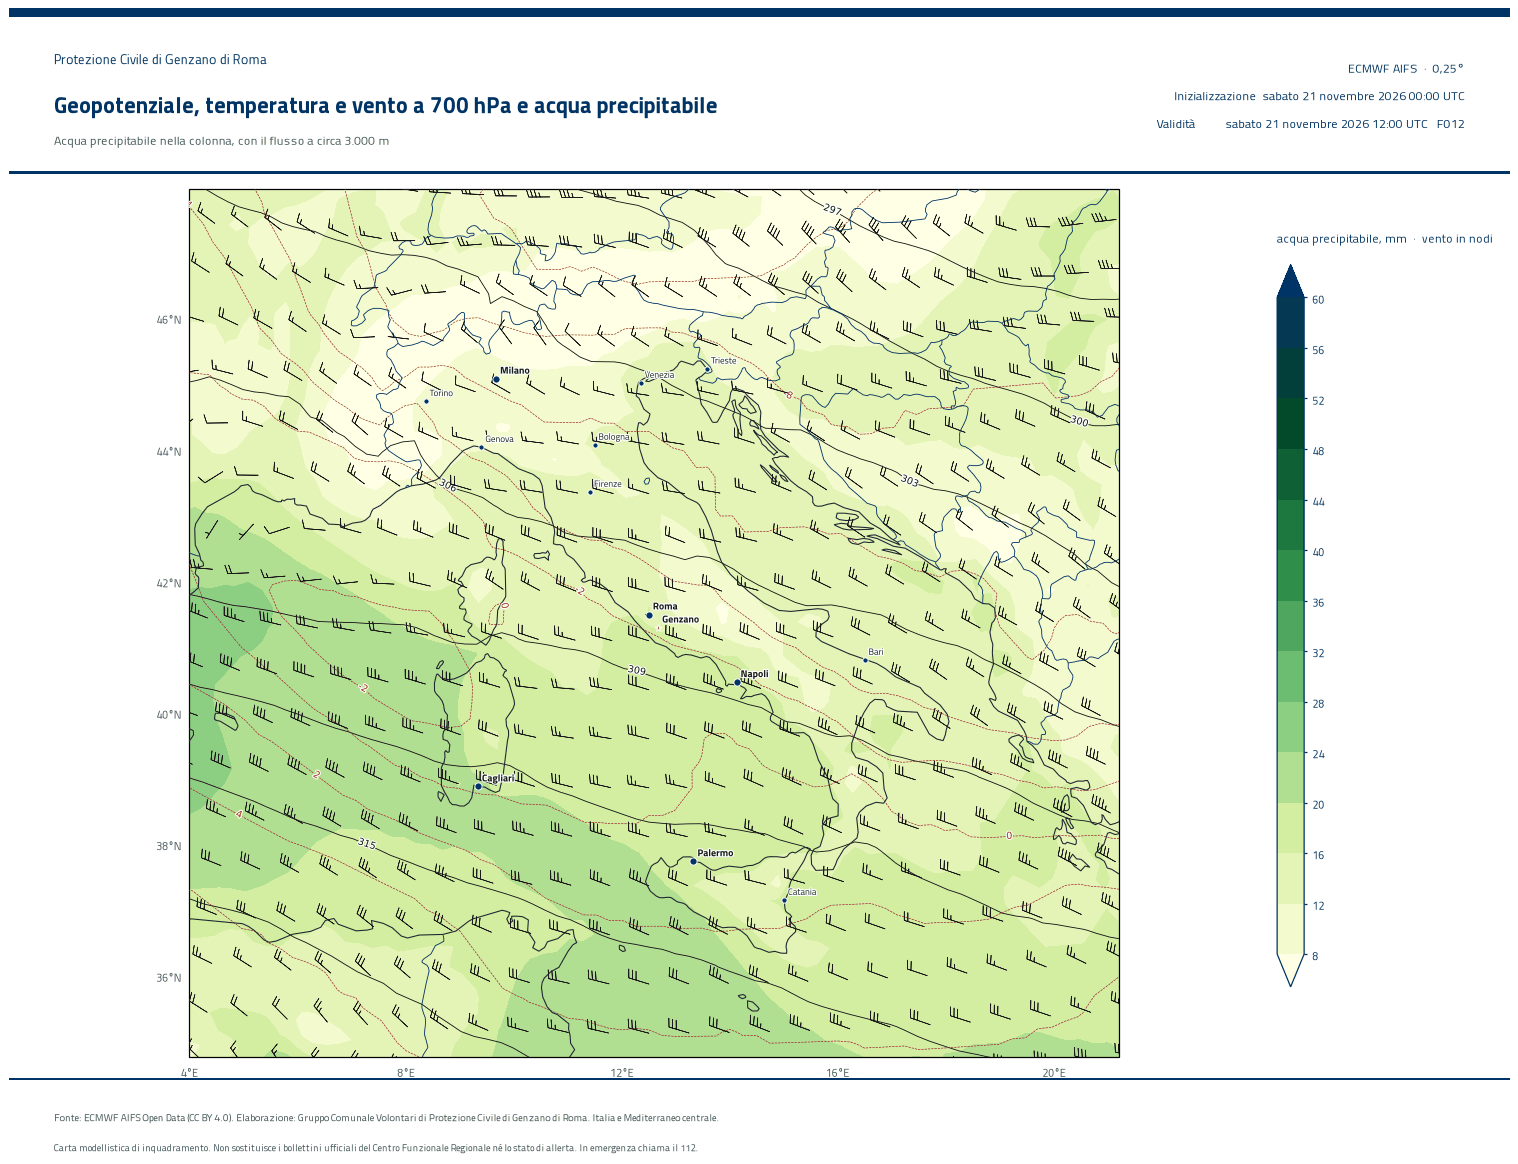 Protezione Civile di Genzano di Roma
Geopotenziale, temperatura e vento a 700 hPa e acqua precipitabile
Acqua precipitabile nella colonna, con il flusso a circa 3.000 m
ECMWF AIFS · 0,25°
Inizializzazione sabato 21 novembre 2026 00:00 UTC
Validità sabato 21 novembre 2026 12:00 UTC F012
acqua precipitabile, mm · vento in nodi
60
56
52
48
44
40
36
32
28
24
20
16
12
8
46°N
44°N
42°N
40°N
38°N
36°N
4°E
8°E
12°E
16°E
20°E
297
300
303
306
309
315
-8
-2
0
-2
2
4
0
Milano
Torino
Venezia
Trieste
Genova
Bologna
Firenze
Roma
Genzano
Bari
Napoli
Cagliari
Palermo
Catania
Fonte: ECMWF AIFS Open Data (CC BY 4.0). Elaborazione: Gruppo Comunale Volontari di Protezione Civile di Genzano di Roma. Italia e Mediterraneo centrale.
Carta modellistica di inquadramento. Non sostituisce i bollettini ufficiali del Centro Funzionale Regionale né lo stato di allerta. In emergenza chiama il 112.